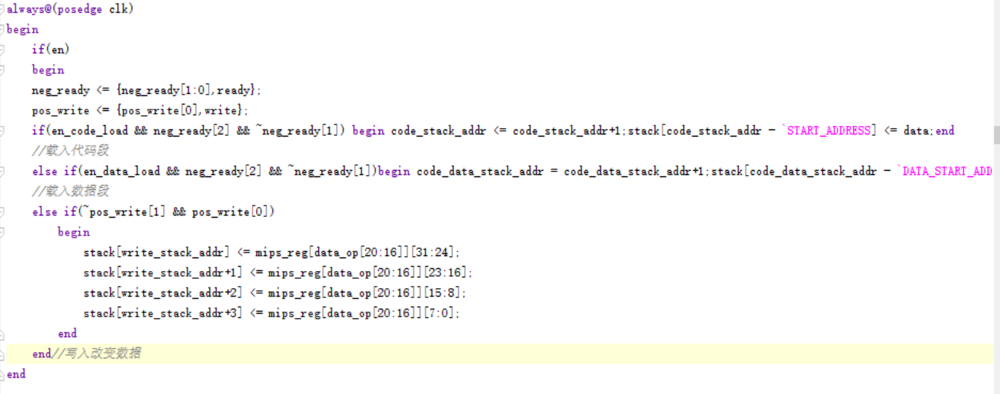 always@(posedge clk)
begin
    if(en)
    begin
    neg_ready <= {neg_ready[1:0],ready};
    pos_write <= {pos_write[0],write};
    if(en_code_load && neg_ready[2] && ~neg_ready[1]) begin code_stack_addr <= code_stack_addr+1;stack[code_stack_addr - `START_ADDRESS] <= data;end
    //载入代码段
    else if(en_data_load && neg_ready[2] && ~neg_ready[1])begin code_data_stack_addr = code_data_stack_addr+1;stack[code_data_stack_addr - `DATA_START_ADD
    //载入数据段
    else if(~pos_write[1] && pos_write[0])
        begin
            stack[write_stack_addr] <= mips_reg[data_op[20:16]][31:24];
            stack[write_stack_addr+1] <= mips_reg[data_op[20:16]][23:16];
            stack[write_stack_addr+2] <= mips_reg[data_op[20:16]][15:8];
            stack[write_stack_addr+3] <= mips_reg[data_op[20:16]][7:0];
        end
    end//写入改变数据
end